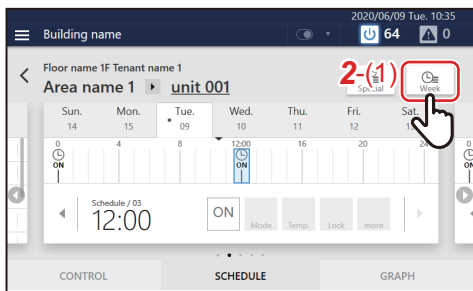 2020/06/09 Tue. 10:35
Building name 64 0
Floor name 1F Tenant name 1
Area name 1 unit 001
2-(1)
Special Week
Sun. Mon. Tue. Wed. Thu. Fri. Sat.
14 15 • 09 10 11 12
0 4 8 12:00 16 20 24 0
ON ON ON
Schedule / 03
12:00 ON Mode Temp. Lock more
CONTROL SCHEDULE GRAPH